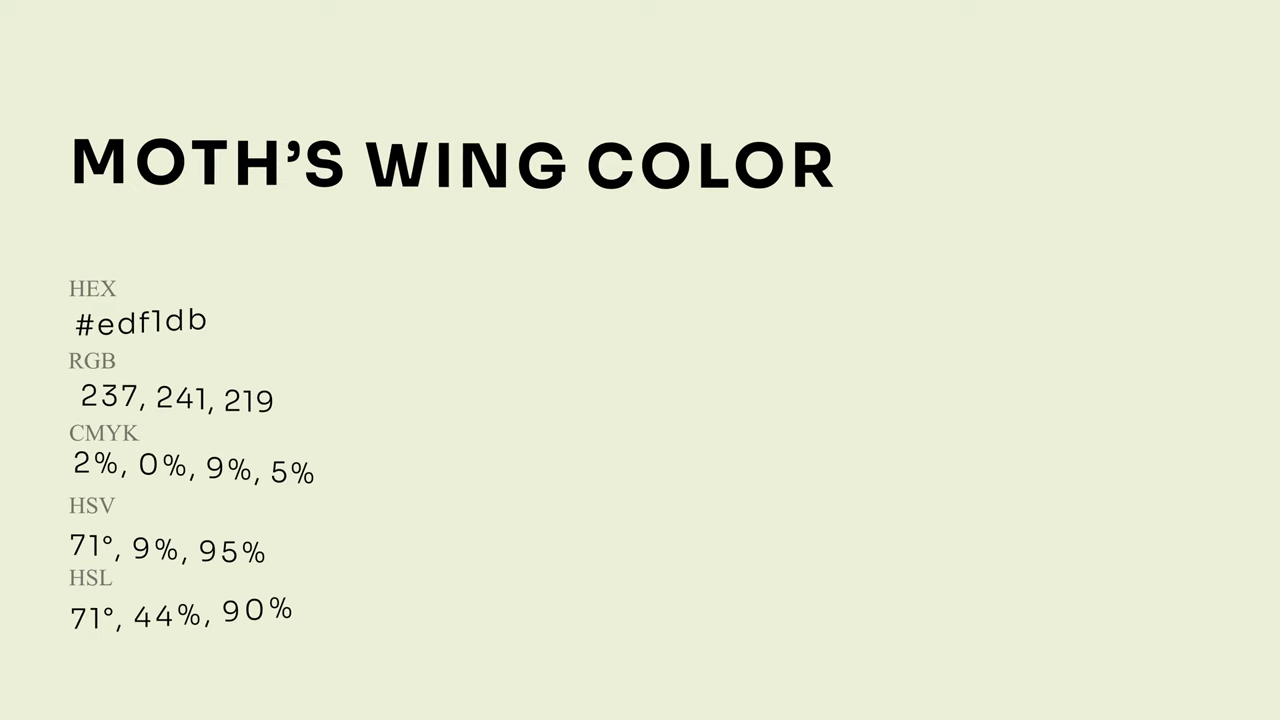 MOTH’S WING COLOR
HEX
#edf1db
RGB
237, 241, 219
CMYK
2%, 0%, 9%, 5%
HSV
71°, 9%, 95%
HSL
71°, 44%, 90%